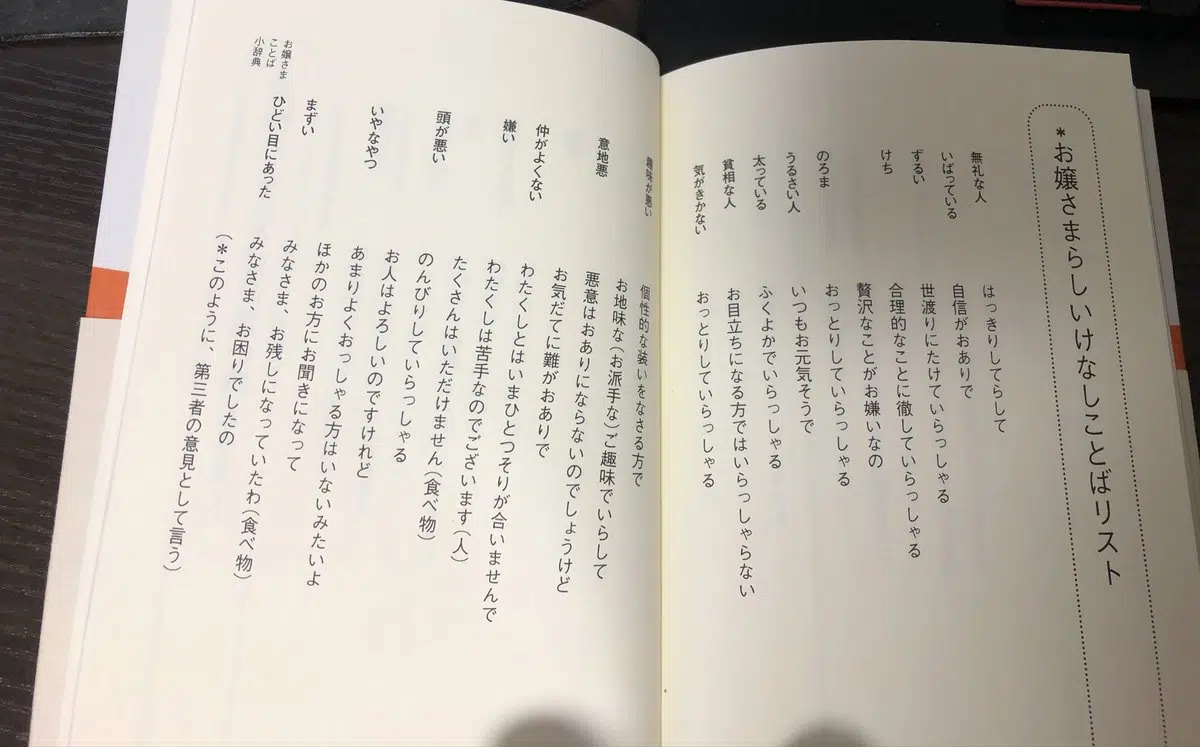 ＊お嬢さまらしいけなしことばリスト
無礼な人　はっきりしてらして
いばっている　自信がおありで
ずるい　世渡りにたけていらっしゃる
けち　合理的なことに徹していらっしゃる
贅沢なことがお嫌いなの
のろま　おっとりしていらっしゃる
うるさい人　いつもお元気そうで
太っている　ふくよかでいらっしゃる
貧相な人　お目立ちになる方ではいらっしゃらない
気がきかない　おっとりしていらっしゃる
趣味が悪い　個性的な装いをなさる方で
お地味な（お派手な）ご趣味でいらして
意地悪　悪意はおありにならないのでしょうけど
お気だてに難がおありで
仲がよくない　わたくしとはいまひとつそりが合いませんで
嫌い　わたくしは苦手なのでございます（人）
たくさんはいただけません（食べ物）
頭が悪い　のんびりしていらっしゃる
お人はよろしいのですけれど
いやなやつ　あまりよくおっしゃる方はいないみたいよ
ほかのお方にお聞きになって
まずい　みなさま、お残しになっていたわ（食べ物）
ひどい目にあった　みなさま、お困りでしたの
（＊このように、第三者の意見として言う）
お嬢さま
ことば
小辞典